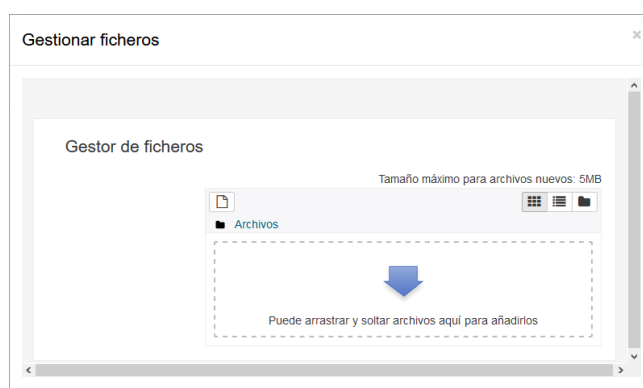 Gestionar ficheros
Gestor de ficheros
Tamaño máximo para archivos nuevos: 5MB
Archivos
Puede arrastrar y soltar archivos aquí para añadirlos